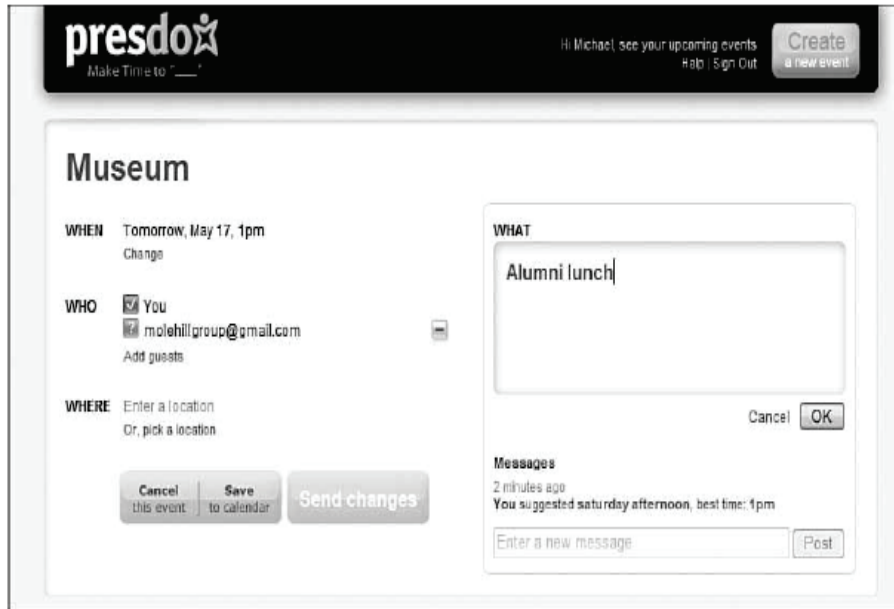 presdo
Make Time to "___"
Hi Michael, see your upcoming events
Help | Sign Out
Create
a new event
Museum
WHEN
Tomorrow, May 17, 1pm
Change
WHO
You
? molehillgroup@gmail.com
Add guests
WHERE
Enter a location
Or, pick a location
Cancel
this event
Save
to calendar
Send changes
WHAT
Alumni lunch
Cancel
OK
Messages
2 minutes ago
You suggested saturday afternoon, best time: 1pm
Enter a new message
Post